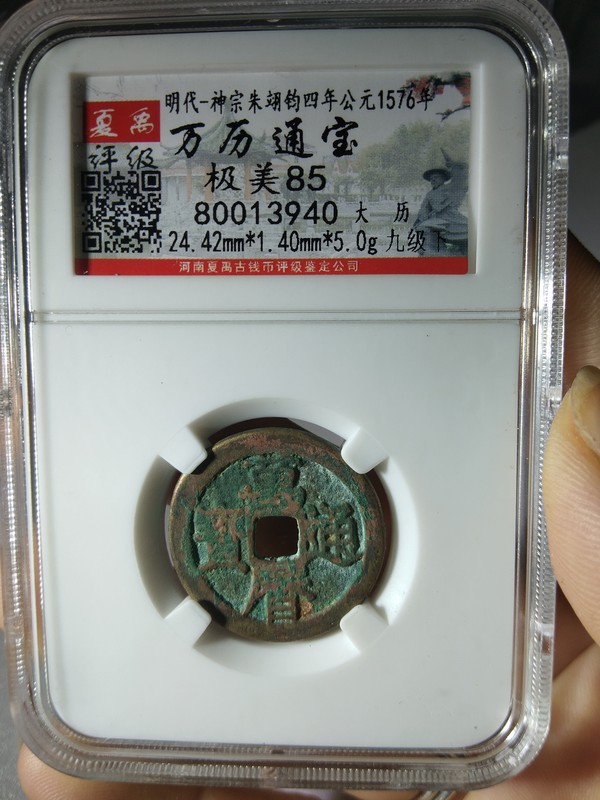 明代-神宗朱翊钧四年公元1576年
夏禹
评级
万历通宝
极美85
80013940 大 历
24.42mm*1.40mm*5.0g 九级下
河南夏禹古钱币评级鉴定公司
萬曆通寶